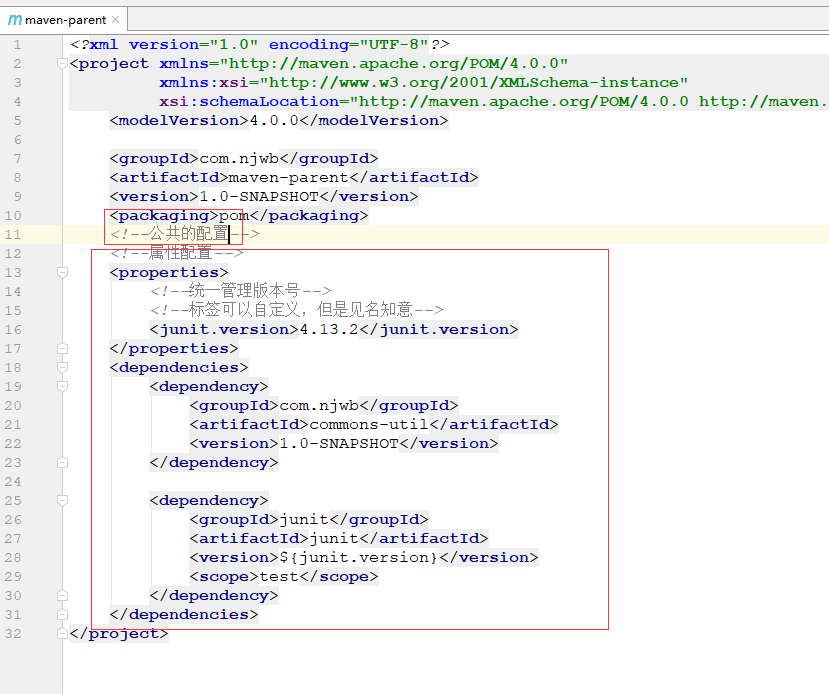 maven-parent
1 <?xml version="1.0" encoding="UTF-8"?>
2 <project xmlns="http://maven.apache.org/POM/4.0.0"
3 xmlns:xsi="http://www.w3.org/2001/XMLSchema-instance"
4 xsi:schemaLocation="http://maven.apache.org/POM/4.0.0 http://maven.
5 <modelVersion>4.0.0</modelVersion>
6
7 <groupId>com.njwb</groupId>
8 <artifactId>maven-parent</artifactId>
9 <version>1.0-SNAPSHOT</version>
10 <packaging>pom</packaging>
11 <!--公共的配置-->
12 <!--属性配置-->
13 <properties>
14 <!--统一管理版本号-->
15 <!--标签可以自定义，但是见名知意-->
16 <junit.version>4.13.2</junit.version>
17 </properties>
18 <dependencies>
19 <dependency>
20 <groupId>com.njwb</groupId>
21 <artifactId>commons-util</artifactId>
22 <version>1.0-SNAPSHOT</version>
23 </dependency>
24
25 <dependency>
26 <groupId>junit</groupId>
27 <artifactId>junit</artifactId>
28 <version>${junit.version}</version>
29 <scope>test</scope>
30 </dependency>
31 </dependencies>
32 </project>